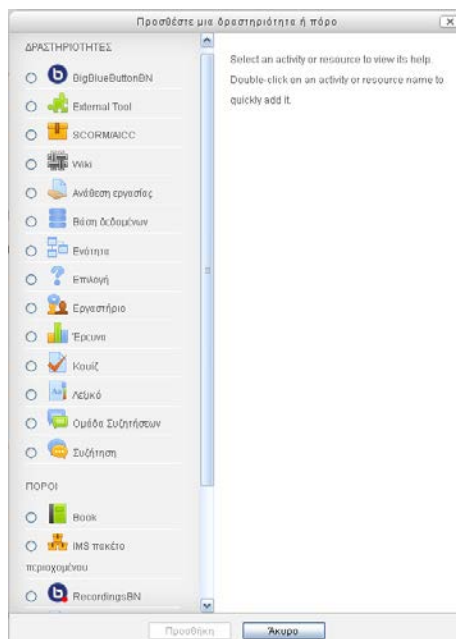 Προσθέστε μια δραστηριότητα ή πόρο
ΔΡΑΣΤΗΡΙΟΤΗΤΕΣ
BigBlueButtonBN
External Tool
SCORM/AICC
Wiki
Ανάθεση εργασίας
Βάση δεδομένων
Ενότητα
Επιλογή
Εργαστήριο
Έρευνα
Κουίζ
Λεξικό
Ομάδα Συζητήσεων
Συζήτηση
ΠΟΡΟΙ
Book
IMS πακέτο
περιεχομένου
RecordingsBN
Select an activity or resource to view its help.
Double-click on an activity or resource name to
quickly add it.
Προσθήκη
Άκυρο